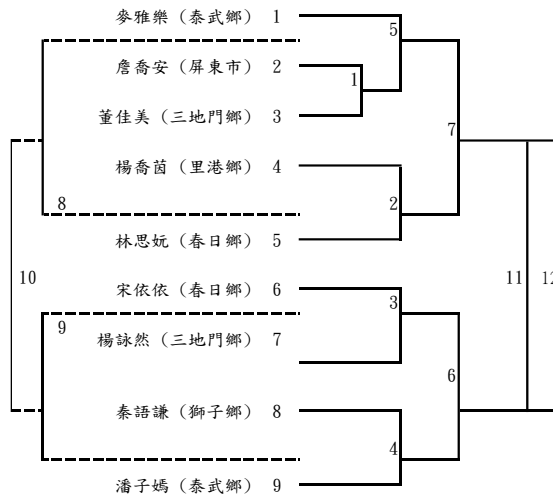 麥雅樂 (泰武鄉) 1
5
詹喬安 (屏東市) 2
1
董佳美 (三地門鄉) 3
7
楊喬茵 (里港鄉) 4
8
2
林思妧 (春日鄉) 5
10
11
12
宋依依 (春日鄉) 6
3
9
楊詠然 (三地門鄉) 7
6
秦語謙 (獅子鄉) 8
4
潘子嫣 (泰武鄉) 9